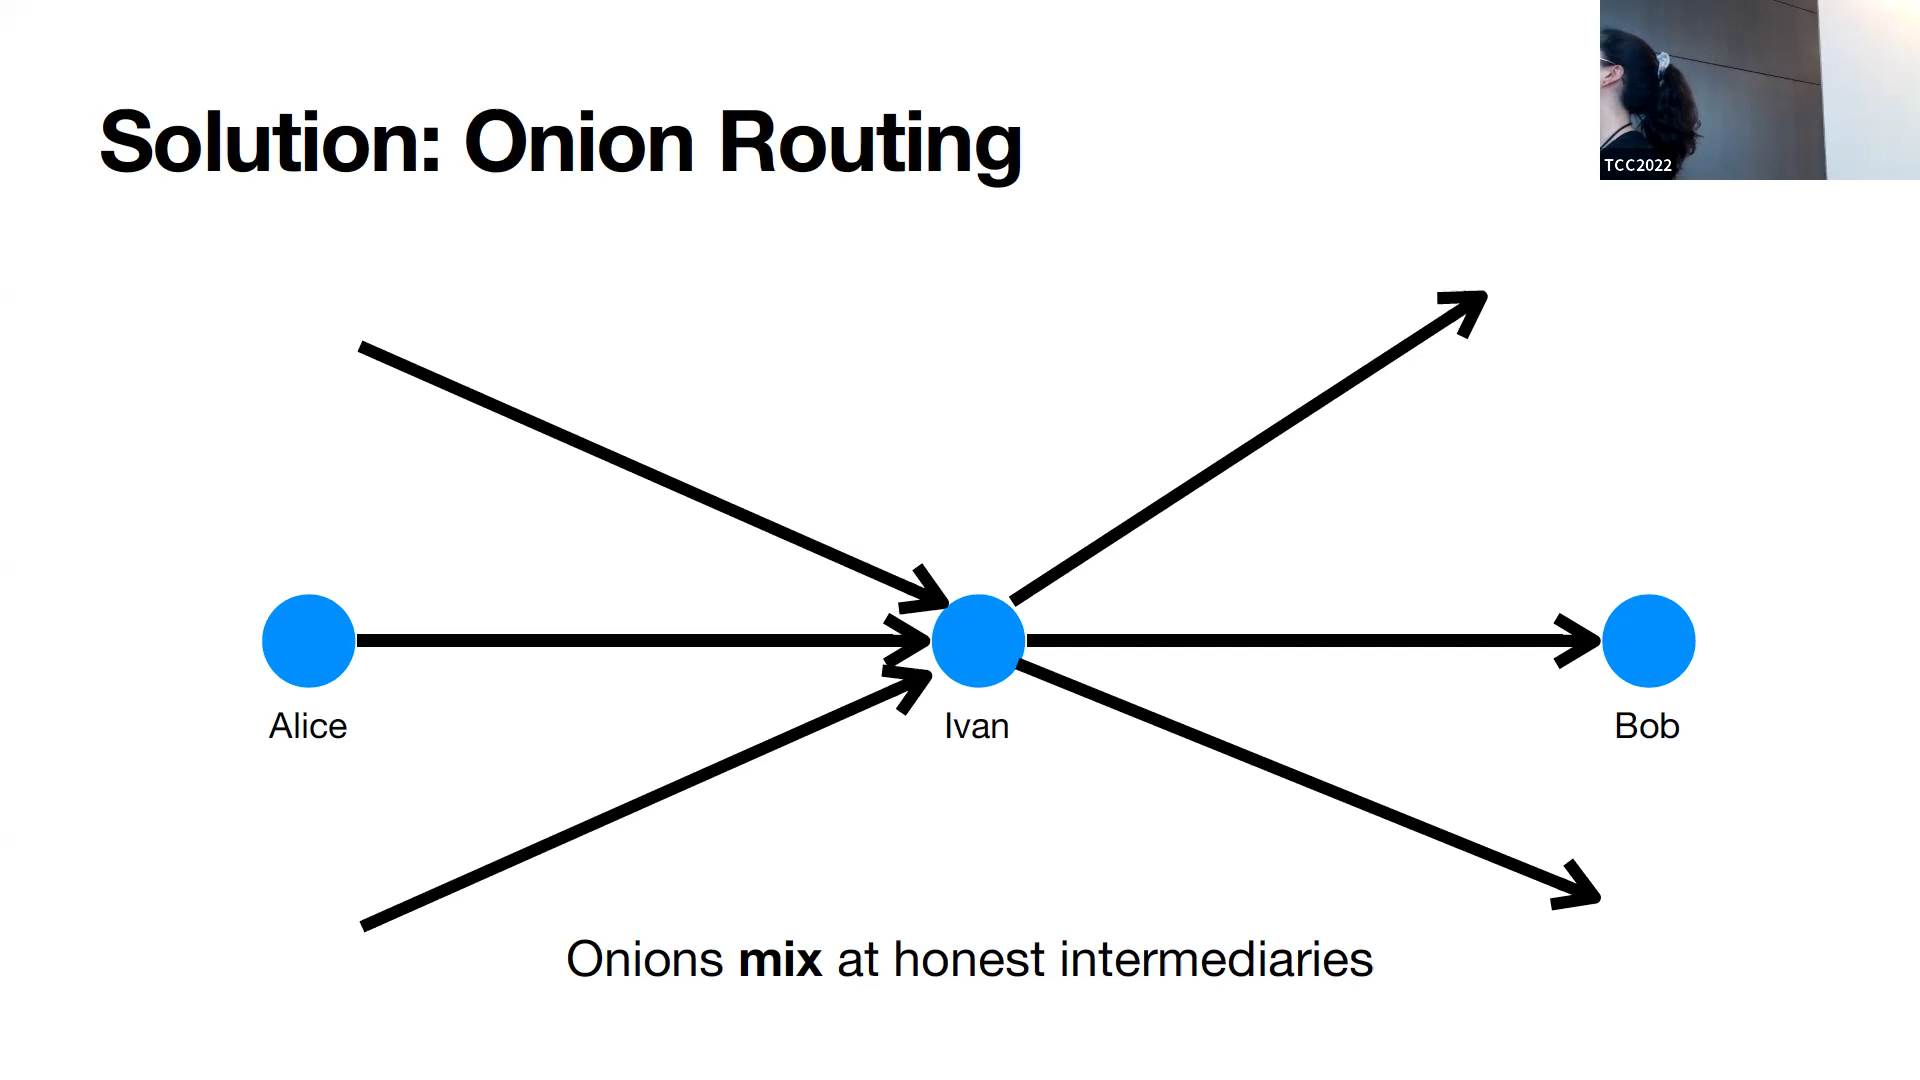 Solution: Onion Routing
TCC2022
Alice
Ivan
Bob
Onions mix at honest intermediaries